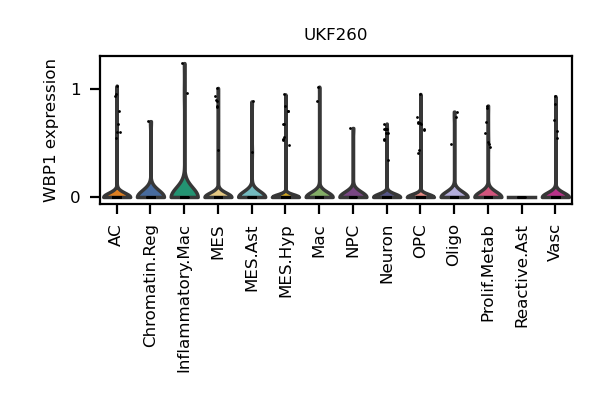 UKF260
WBP1 expression
1
0
AC
Chromatin.Reg
Inflammatory.Mac
MES
MES.Ast
MES.Hyp
Mac
NPC
Neuron
OPC
Oligo
Prolif.Metab
Reactive.Ast
Vasc